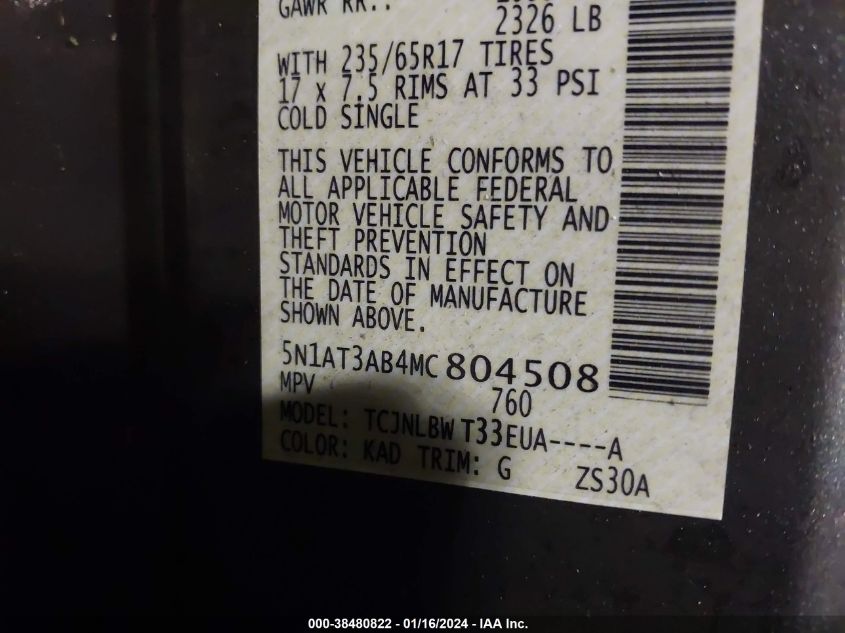 GAWR RR.:
2326 LB
WITH 235/65R17 TIRES
17 x 7.5 RIMS AT 33 PSI
COLD SINGLE
THIS VEHICLE CONFORMS TO
ALL APPLICABLE FEDERAL
MOTOR VEHICLE SAFETY AND
THEFT PREVENTION
STANDARDS IN EFFECT ON
THE DATE OF MANUFACTURE
SHOWN ABOVE.
5N1AT3AB4MC 804508
MPV 760
MODEL: TCJNLBW T33EUA----A
COLOR: KAD TRIM: G ZS30A
000-38480822 - 01/16/2024 - IAA Inc.